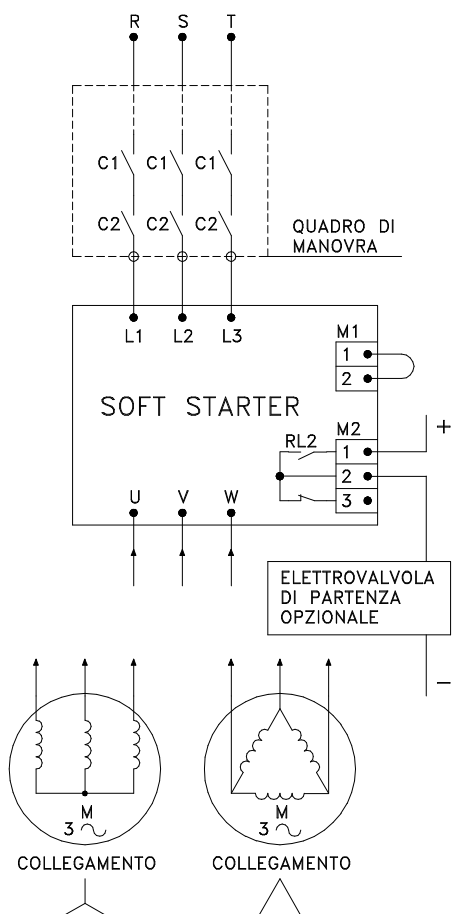 R S T
C1 C1 C1
C2 C2 C2
QUADRO DI
MANOVRA
L1 L2 L3
M1
1
2
SOFT STARTER
M2
RL2
1
2
3
+
U V W
ELETTROVALVOLA
DI PARTENZA
OPZIONALE
−
M M
3 3
COLLEGAMENTO COLLEGAMENTO